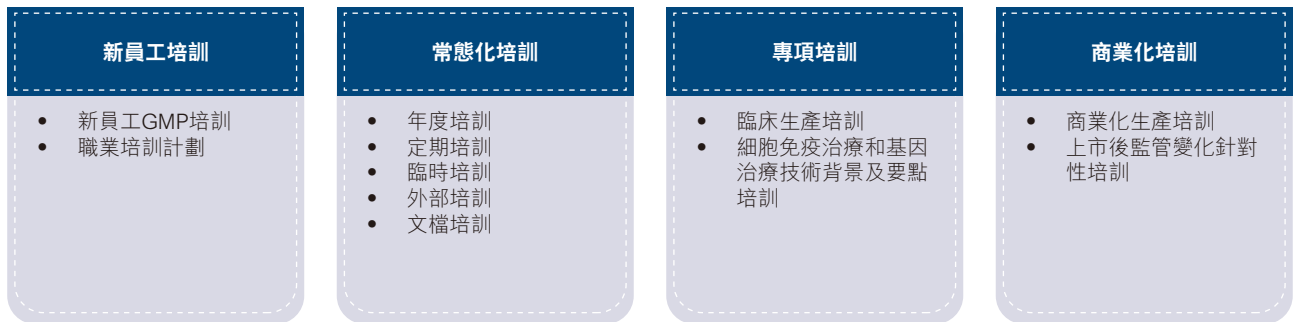 新員工培訓
• 新員工GMP培訓
• 職業培訓計劃
常態化培訓
• 年度培訓
• 定期培訓
• 臨時培訓
• 外部培訓
• 文檔培訓
專項培訓
• 臨床生產培訓
• 細胞免疫治療和基因
治療技術背景及要點
培訓
商業化培訓
• 商業化生產培訓
• 上市後監管變化針對
性培訓